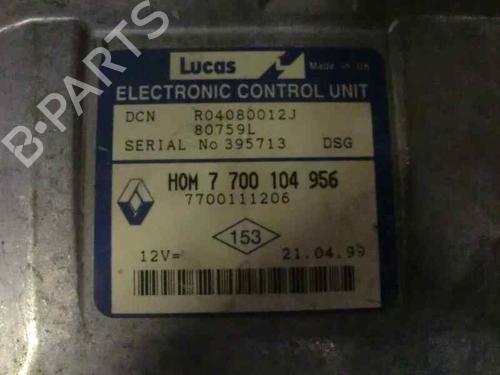 B-PARTS
Lucas
Made in UK
ELECTRONIC CONTROL UNIT
DCN R04080012J
80759L
SERIAL No 395713 DSG
HOM 7 700 104 956
7700111206
153
12V= 21.04.99